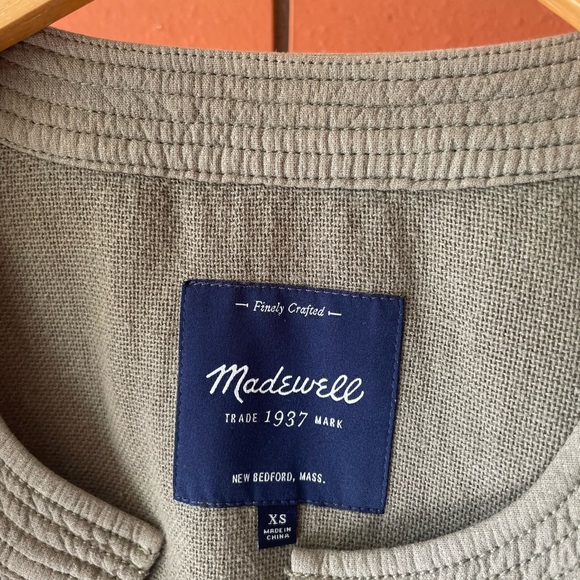 Finely Crafted
Madewell
TRADE 1937 MARK
NEW BEDFORD, MASS.
XS
MADE IN
CHINA